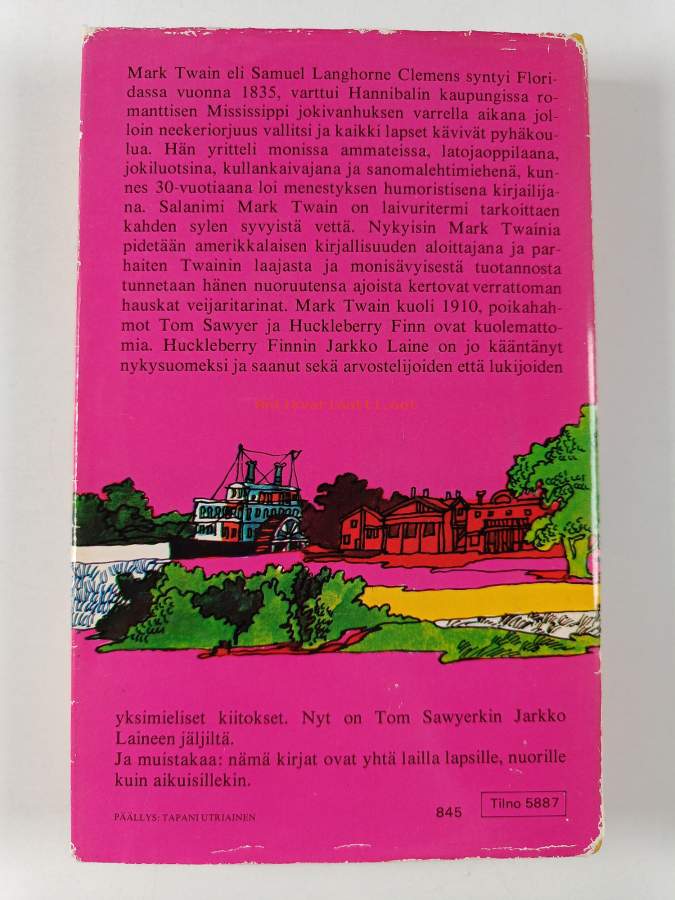 Mark Twain eli Samuel Langhorne Clemens syntyi Flori-
dassa vuonna 1835, varttui Hannibalin kaupungissa ro-
manttisen Mississippi jokivanhuksen varrella aikana jol-
loin neekeriorjuus vallitsi ja kaikki lapset kävivät pyhäkou-
lua. Hän yritteli monissa ammateissa, latojaoppilaana,
jokiluotsina, kullankaivajana ja sanomalehtimiehenä, kun-
nes 30-vuotiaana loi menestyksen humoristisena kirjailija-
na. Salanimi Mark Twain on laivuritermi tarkoittaen
kahden sylen syvyistä vettä. Nykyisin Mark Twainia
pidetään amerikkalaisen kirjallisuuden aloittajana ja par-
haiten Twainin laajasta ja monisävyisestä tuotannosta
tunnetaan hänen nuoruutensa ajoista kertovat verrattoman
hauskat veijaritarinat. Mark Twain kuoli 1910, poikahah-
mot Tom Sawyer ja Huckleberry Finn ovat kuolematto-
mia. Huckleberry Finnin Jarkko Laine on jo kääntänyt
nykysuomeksi ja saanut sekä arvostelijoiden että lukijoiden
yksimieliset kiitokset. Nyt on Tom Sawyerkin Jarkko
Laineen jäljiltä.
Ja muistakaa: nämä kirjat ovat yhtä lailla lapsille, nuorille
kuin aikuisillekin.
PÄÄLLYS: TAPANI UTRIAINEN
845
Tilno 5887